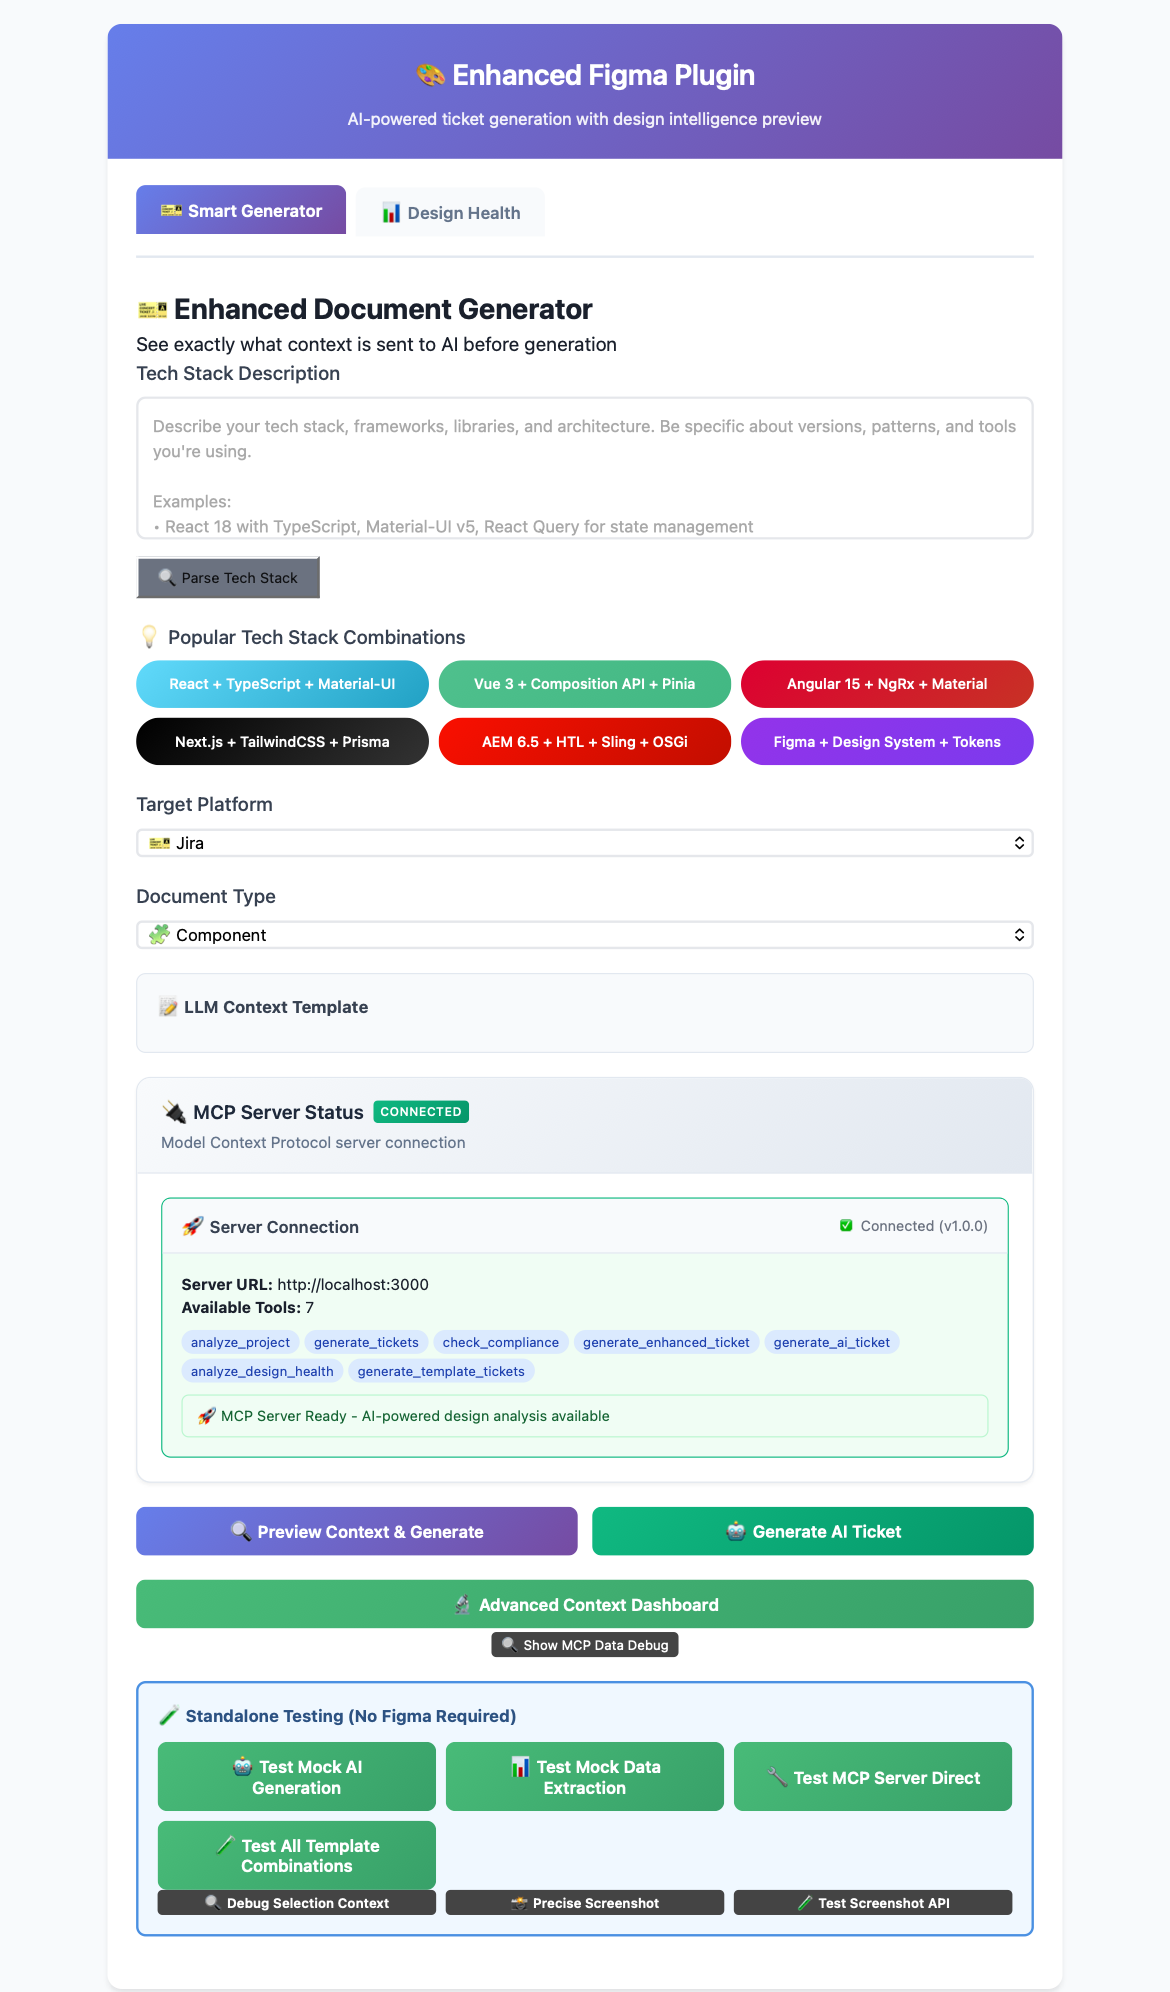 🎨 Enhanced Figma Plugin
AI-powered ticket generation with design intelligence preview
🎫 Smart Generator
📊 Design Health
🎫 Enhanced Document Generator
See exactly what context is sent to AI before generation
Tech Stack Description
Describe your tech stack, frameworks, libraries, and architecture. Be specific about versions, patterns, and tools
you're using.
Examples:
• React 18 with TypeScript, Material-UI v5, React Query for state management
🔍 Parse Tech Stack
💡 Popular Tech Stack Combinations
React + TypeScript + Material-UI
Vue 3 + Composition API + Pinia
Angular 15 + NgRx + Material
Next.js + TailwindCSS + Prisma
AEM 6.5 + HTL + Sling + OSGi
Figma + Design System + Tokens
Target Platform
🎫 Jira
Document Type
🧩 Component
📝 LLM Context Template
🔌 MCP Server Status CONNECTED
Model Context Protocol server connection
🚀 Server Connection
✅ Connected (v1.0.0)
Server URL: http://localhost:3000
Available Tools: 7
analyze_project generate_tickets check_compliance generate_enhanced_ticket generate_ai_ticket
analyze_design_health generate_template_tickets
🚀 MCP Server Ready - AI-powered design analysis available
🔍 Preview Context & Generate
🤖 Generate AI Ticket
🔬 Advanced Context Dashboard
🔍 Show MCP Data Debug
🧪 Standalone Testing (No Figma Required)
🤖 Test Mock AI
Generation
📊 Test Mock Data
Extraction
🔧 Test MCP Server Direct
🧪 Test All Template
Combinations
🔍 Debug Selection Context
📸 Precise Screenshot
🧪 Test Screenshot API